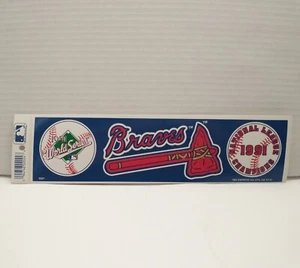 World Series
Braves
NATIONAL LEAGUE
1991
CHAMPIONS